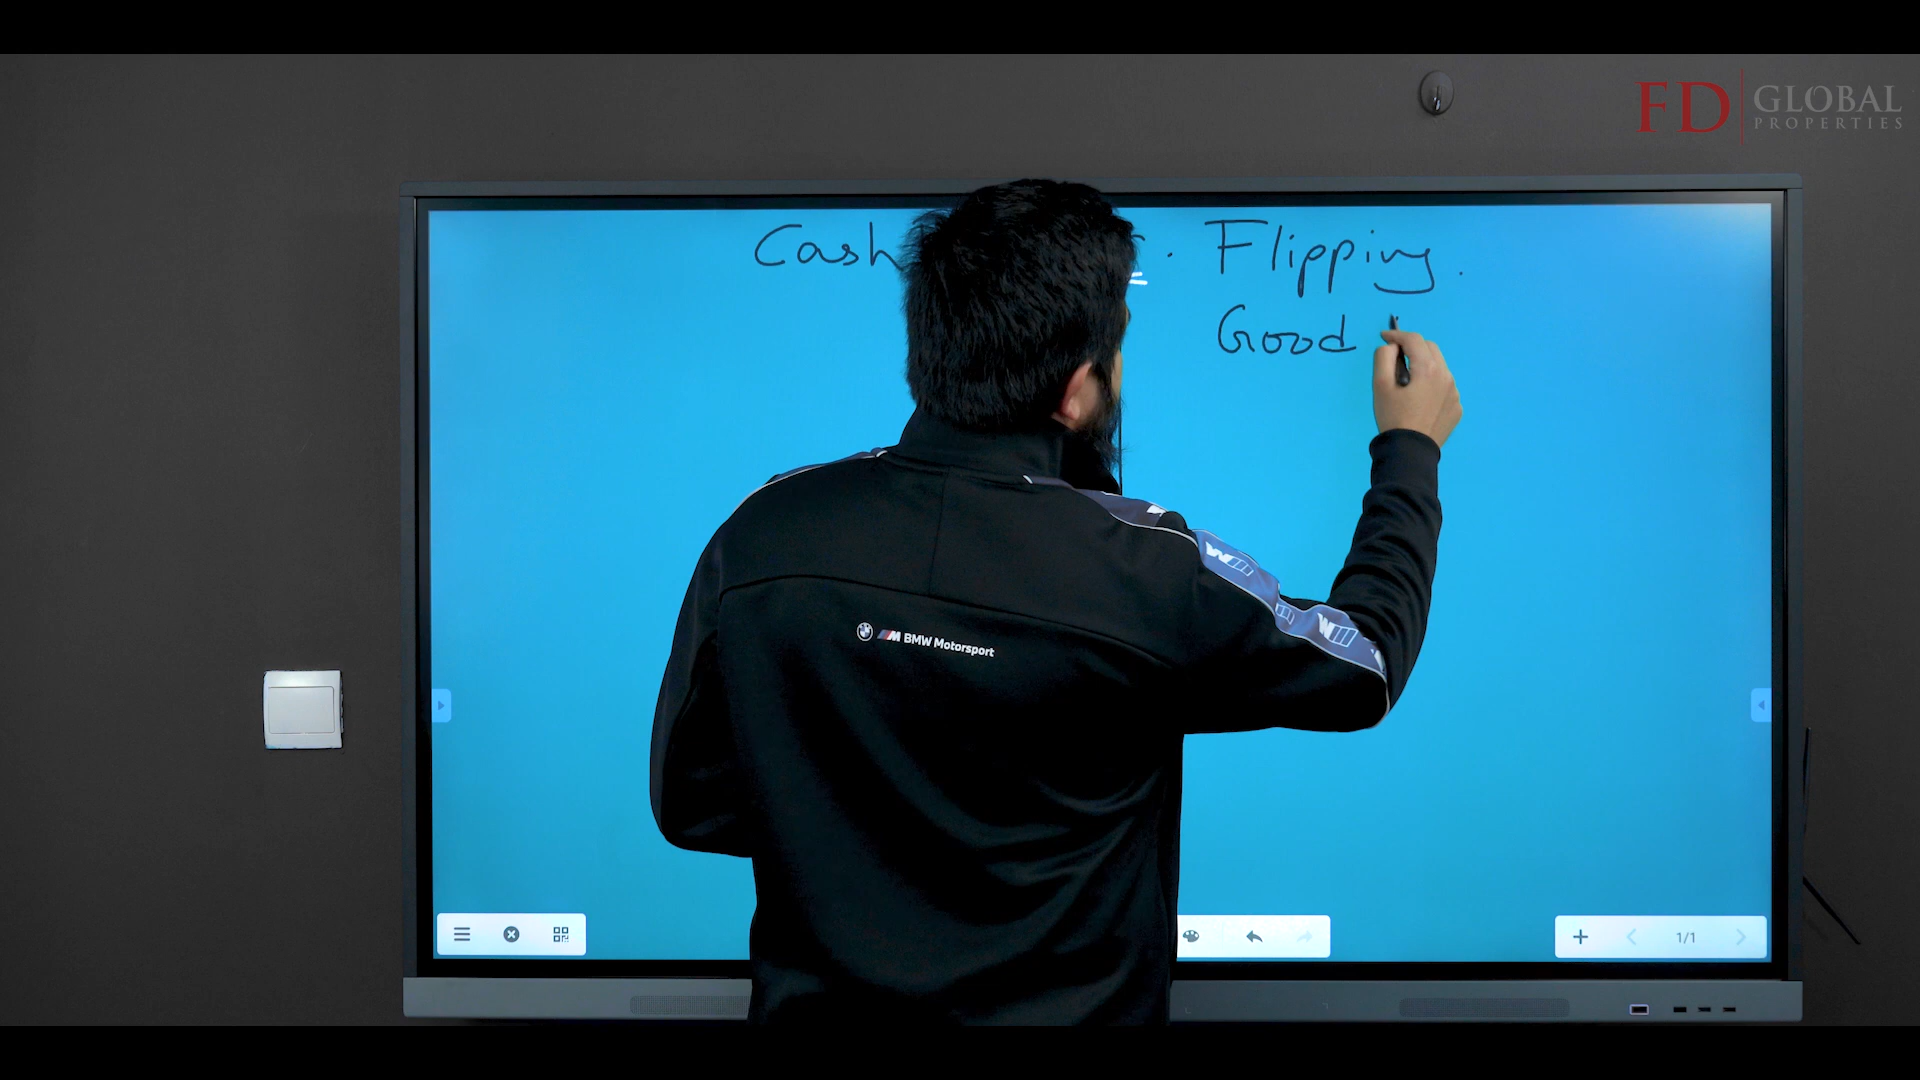 FD GLOBAL
PROPERTIES
Cash . Flipping.
Good
BMW Motorsport
1/1